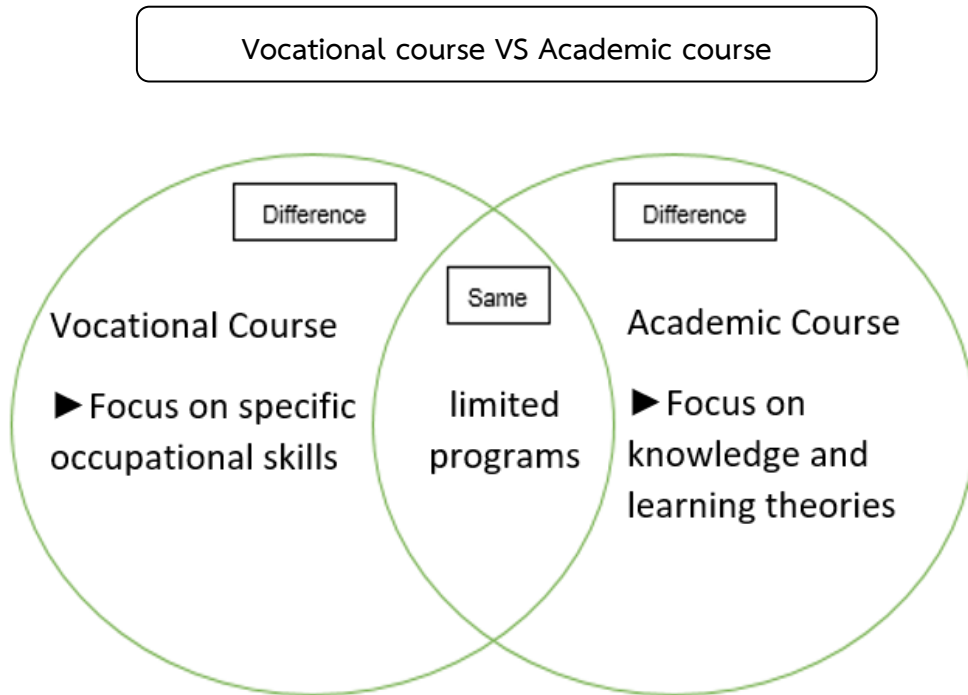 Vocational course VS Academic course
Difference
Vocational Course
►Focus on specific
occupational skills
Same
limited
programs
Difference
Academic Course
►Focus on
knowledge and
learning theories